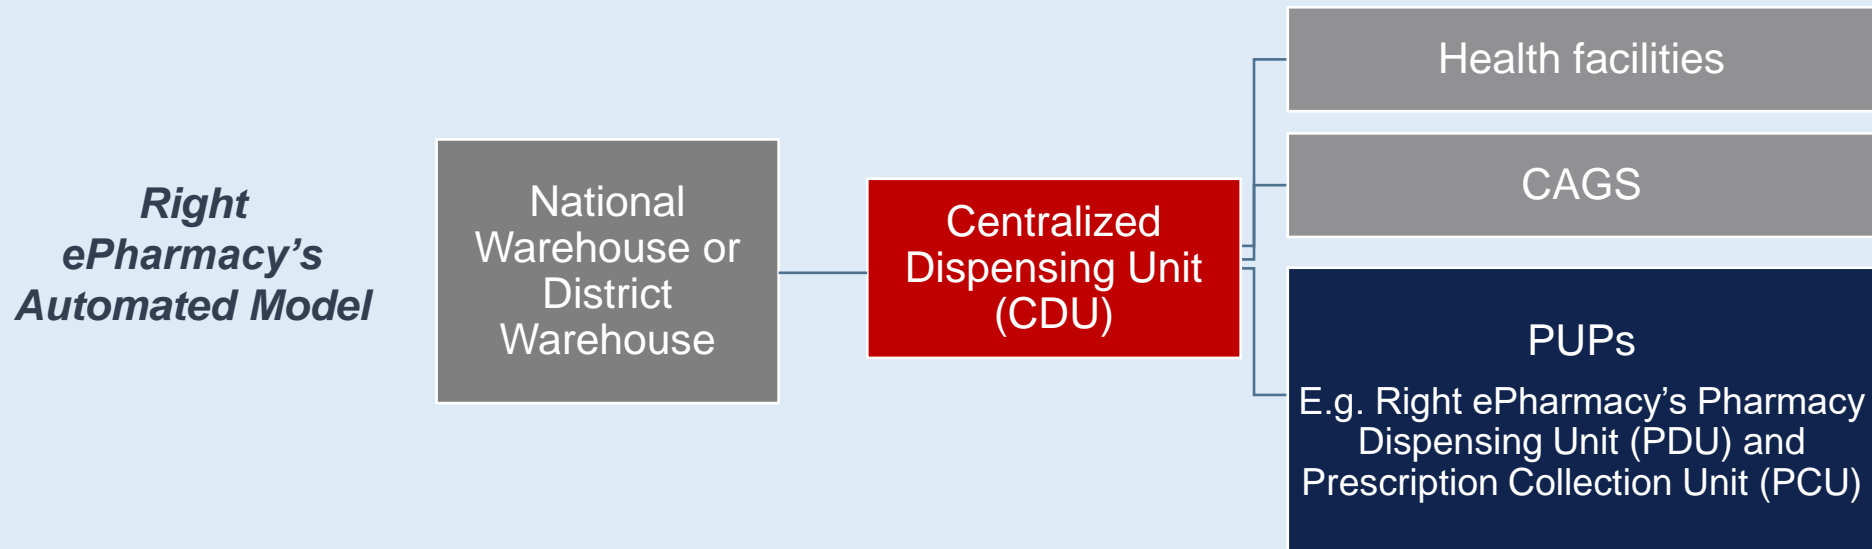 Right
ePharmacy’s
Automated Model
National
Warehouse or
District
Warehouse
Centralized
Dispensing Unit
(CDU)
Health facilities
CAGS
PUPs
E.g. Right ePharmacy’s Pharmacy
Dispensing Unit (PDU) and
Prescription Collection Unit (PCU)